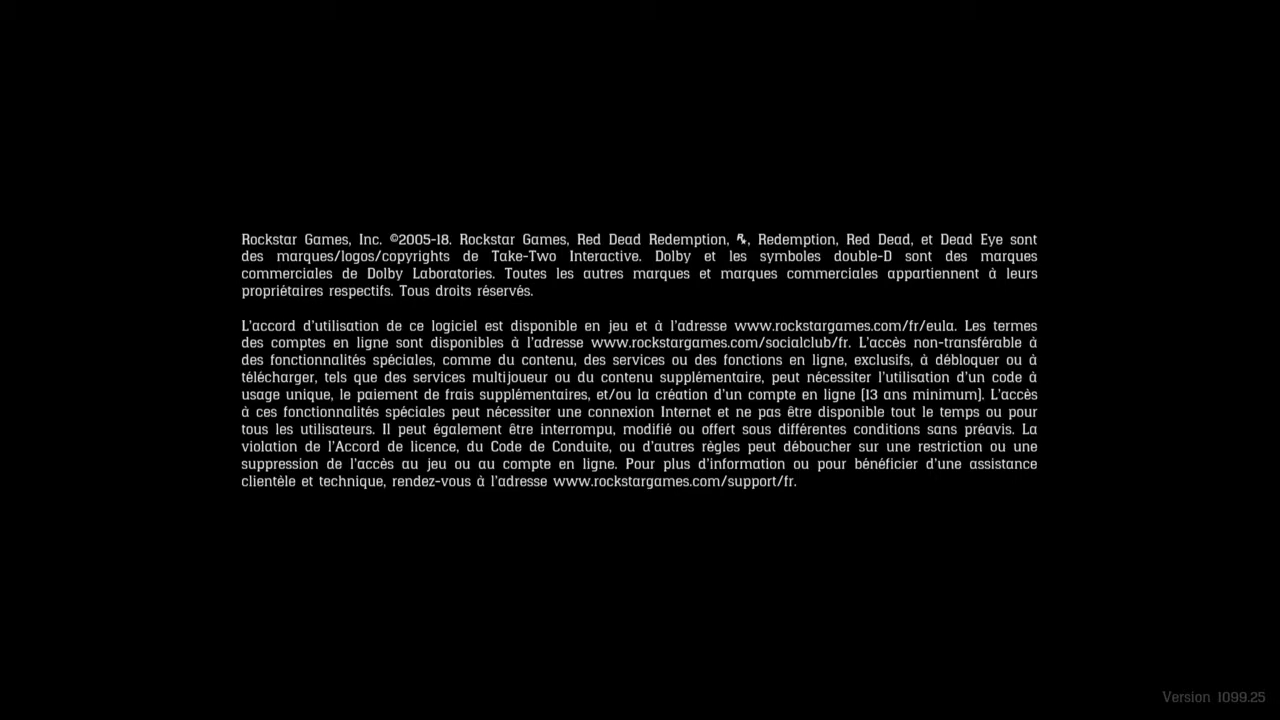 Rockstar Games, Inc. ©2005-18. Rockstar Games, Red Dead Redemption, R*, Redemption, Red Dead, et Dead Eye sont
des marques/logos/copyrights de Take-Two Interactive. Dolby et les symboles double-D sont des marques
commerciales de Dolby Laboratories. Toutes les autres marques et marques commerciales appartiennent à leurs
propriétaires respectifs. Tous droits réservés.
L'accord d'utilisation de ce logiciel est disponible en jeu et à l'adresse www.rockstargames.com/fr/eula. Les termes
des comptes en ligne sont disponibles à l'adresse www.rockstargames.com/socialclub/fr. L'accès non-transférable à
des fonctionnalités spéciales, comme du contenu, des services ou des fonctions en ligne, exclusifs, à débloquer ou à
télécharger, tels que des services multijoueur ou du contenu supplémentaire, peut nécessiter l'utilisation d'un code à
usage unique, le paiement de frais supplémentaires, et/ou la création d'un compte en ligne [13 ans minimum]. L'accès
à ces fonctionnalités spéciales peut nécessiter une connexion Internet et ne pas être disponible tout le temps ou pour
tous les utilisateurs. Il peut également être interrompu, modifié ou offert sous différentes conditions sans préavis. La
violation de l'Accord de licence, du Code de Conduite, ou d'autres règles peut déboucher sur une restriction ou une
suppression de l'accès au jeu ou au compte en ligne. Pour plus d'information ou pour bénéficier d'une assistance
clientèle et technique, rendez-vous à l'adresse www.rockstargames.com/support/fr.
Version 1099.25